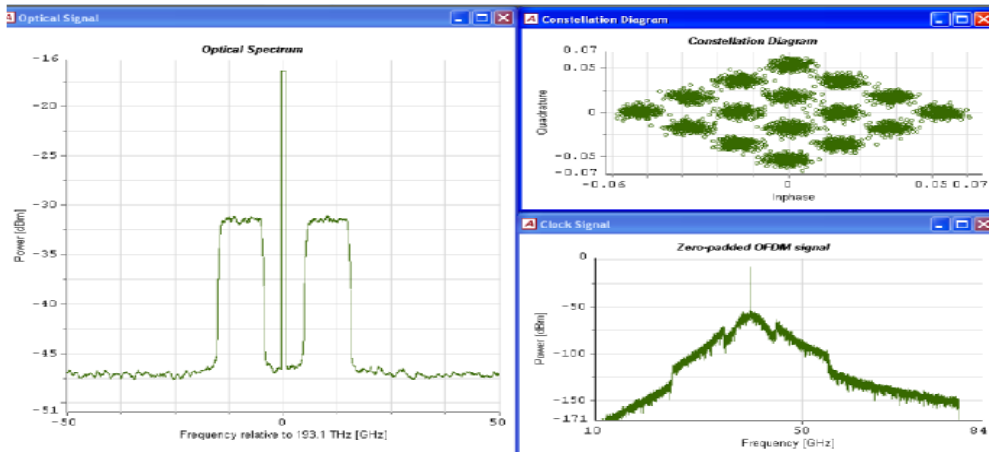 Optical Signal
Optical Spectrum
-16
-20
-25
-31
-35
-41
-45
-51
-50
0
50
Power [dBm]
Frequency relative to 193.1 THz [GHz]
Constellation Diagram
Constellation Diagram
0.07
0.05
0
-0.05
-0.07
-0.06
0
0.05 0.07
Quadrature
Inphase
Clock Signal
Zero-padded OFDM signal
0
-50
-100
-150
-171
10
50
84
Power [dBm]
Frequency [GHz]